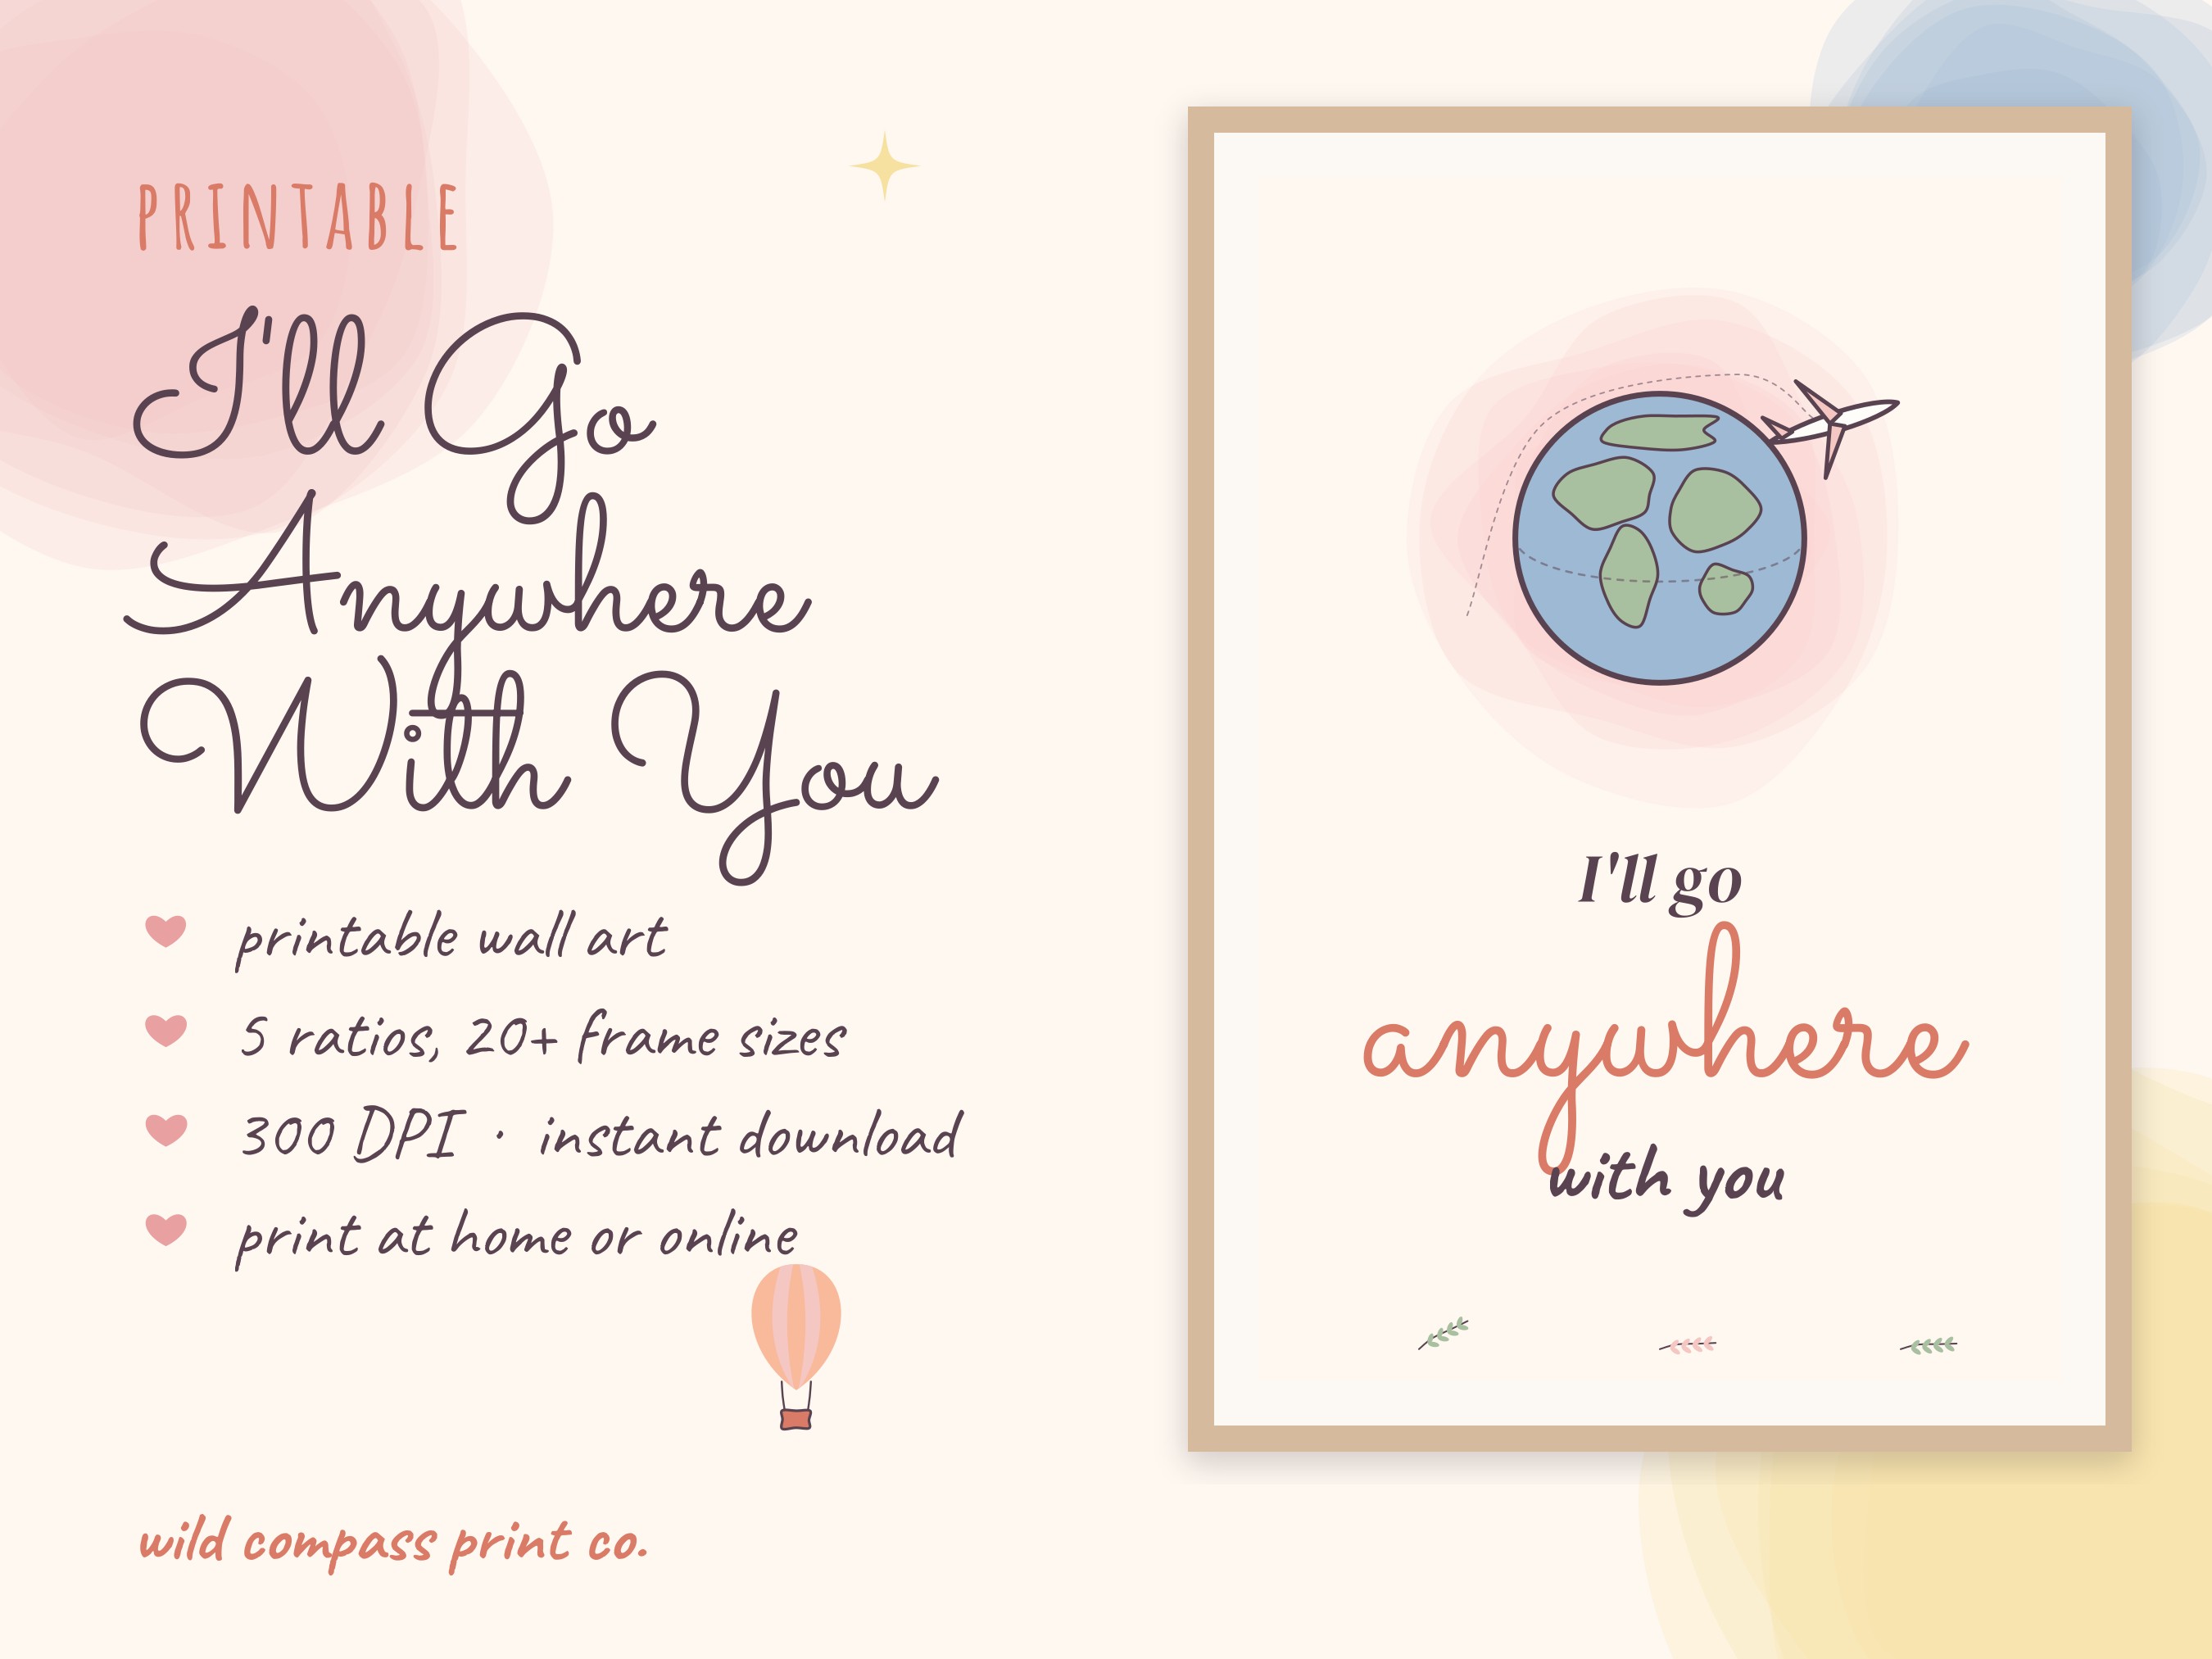 PRINTABLE
I'll Go
Anywhere
With You
printable wall art
5 ratios, 20+ frame sizes
300 DPI · instant download
print at home or online
wild compass print co.
I'll go
anywhere
with you